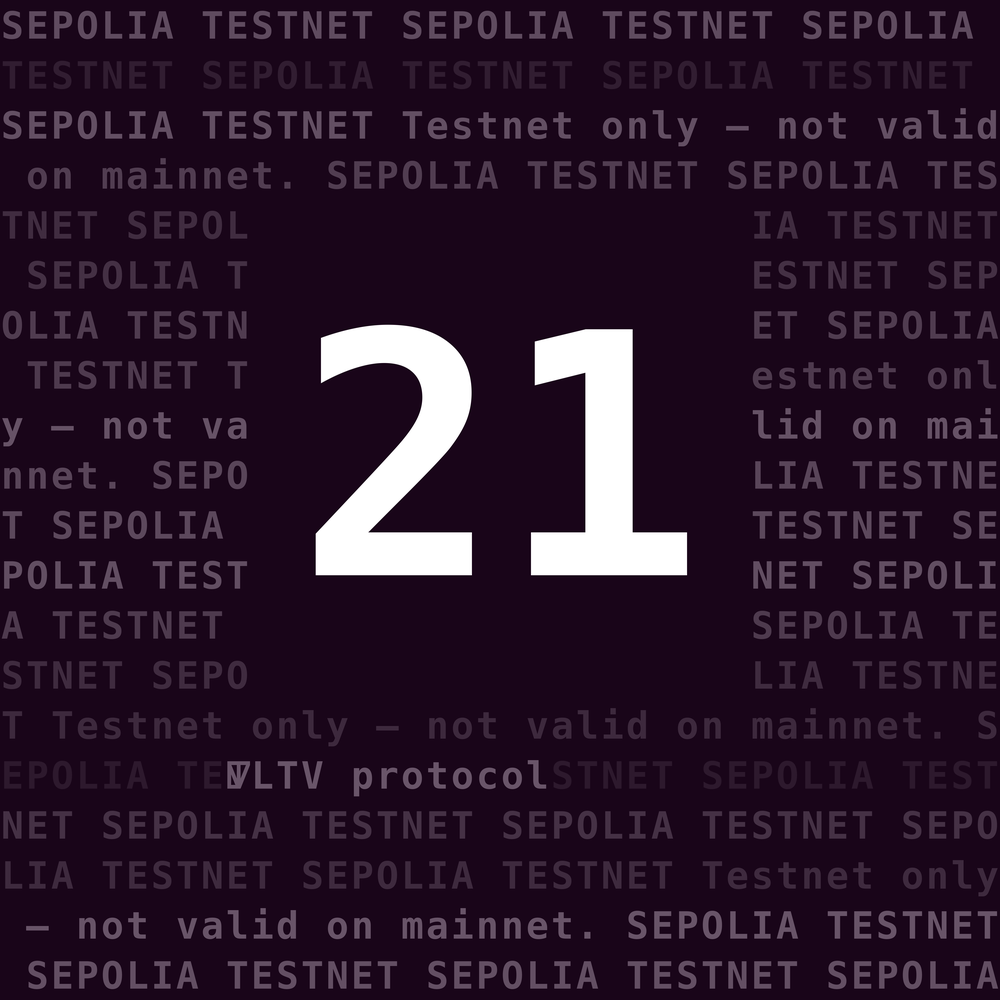 SEPOLIA TESTNET SEPOLIA TESTNET SEPOLIA
TESTNET SEPOLIA TESTNET SEPOLIA TESTNET
SEPOLIA TESTNET Testnet only — not valid
on mainnet. SEPOLIA TESTNET SEPOLIA TES
TNET SEPOL IA TESTNET
SEPOLIA T ESTNET SEP
OLIA TESTN ET SEPOLIA
TESTNET T estnet onl
y — not va lid on mai
21
nnet. SEPO LIA TESTNE
T SEPOLIA TESTNET SE
POLIA TEST NET SEPOLI
A TESTNET SEPOLIA TE
STNET SEPO LIA TESTNE
T Testnet only — not valid on mainnet. S
EPOLIA TE VLTV protocol STNET SEPOLIA TEST
NET SEPOLIA TESTNET SEPOLIA TESTNET SEPO
LIA TESTNET SEPOLIA TESTNET Testnet only
— not valid on mainnet. SEPOLIA TESTNET
SEPOLIA TESTNET SEPOLIA TESTNET SEPOLIA